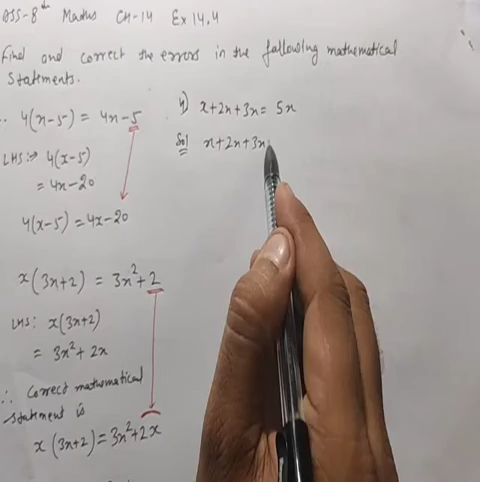 ASS-8th Maths CH-14 Ex 14.4
Find and correct the errors in the following mathematical
Statements.
4(x-5) = 4x-5
LHS :⇒ 4(x-5)
= 4x-20
4(x-5) = 4x-20
x(3x+2) = 3x²+2
LHS: x(3x+2)
= 3x²+2x
∴ Correct mathematical
statement is
x(3x+2) = 3x²+2x
4) x+2x+3x = 5x
Sol x+2x+3x